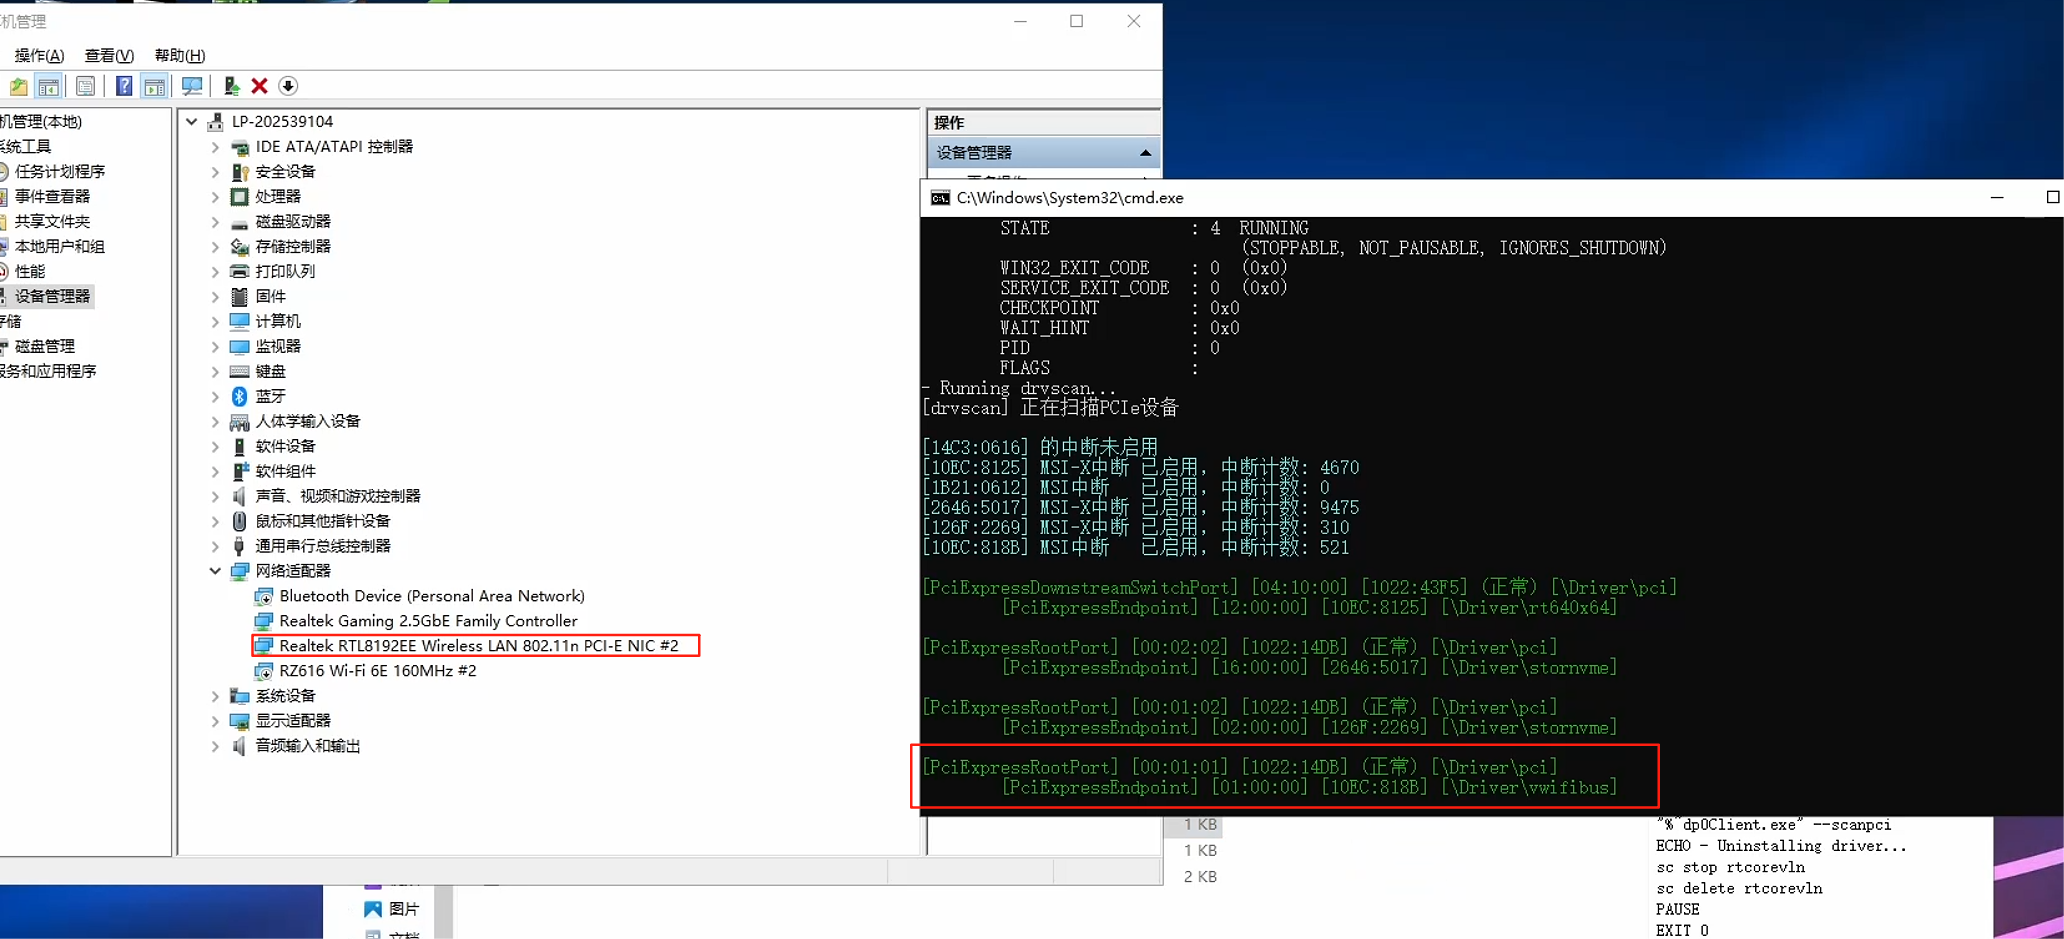 机管理
操作(A) 查看(V) 帮助(H)
机管理(本地)
系统工具
任务计划程序
事件查看器
共享文件夹
本地用户和组
性能
设备管理器
存储
磁盘管理
服务和应用程序
LP-202539104
IDE ATA/ATAPI 控制器
安全设备
处理器
磁盘驱动器
存储控制器
打印队列
固件
计算机
监视器
键盘
蓝牙
人体学输入设备
软件设备
软件组件
声音、视频和游戏控制器
鼠标和其他指针设备
通用串行总线控制器
网络适配器
Bluetooth Device (Personal Area Network)
Realtek Gaming 2.5GbE Family Controller
Realtek RTL8192EE Wireless LAN 802.11n PCI-E NIC #2
RZ616 Wi-Fi 6E 160MHz #2
系统设备
显示适配器
音频输入和输出
操作
设备管理器
C:\Windows\System32\cmd.exe
STATE : 4 RUNNING
(STOPPABLE, NOT_PAUSABLE, IGNORES_SHUTDOWN)
WIN32_EXIT_CODE : 0 (0x0)
SERVICE_EXIT_CODE : 0 (0x0)
CHECKPOINT : 0x0
WAIT_HINT : 0x0
PID : 0
FLAGS :
- Running drvscan...
[drvscan] 正在扫描PCIe设备
[14C3:0616] 的中断未启用
[10EC:8125] MSI-X中断 已启用, 中断计数: 4670
[1B21:0612] MSI中断 已启用, 中断计数: 0
[2646:5017] MSI-X中断 已启用, 中断计数: 9475
[126F:2269] MSI-X中断 已启用, 中断计数: 310
[10EC:818B] MSI中断 已启用, 中断计数: 521
[PciExpressDownstreamSwitchPort] [04:10:00] [1022:43F5] (正常) [\Driver\pci]
[PciExpressEndpoint] [12:00:00] [10EC:8125] [\Driver\rt640x64]
[PciExpressRootPort] [00:02:02] [1022:14DB] (正常) [\Driver\pci]
[PciExpressEndpoint] [16:00:00] [2646:5017] [\Driver\stornvme]
[PciExpressRootPort] [00:01:02] [1022:14DB] (正常) [\Driver\pci]
[PciExpressEndpoint] [02:00:00] [126F:2269] [\Driver\stornvme]
[PciExpressRootPort] [00:01:01] [1022:14DB] (正常) [\Driver\pci]
[PciExpressEndpoint] [01:00:00] [10EC:818B] [\Driver\vwifibus]
1 KB
1 KB
2 KB
"%~dp0Client.exe" --scanpci
ECHO - Uninstalling driver...
sc stop rtcorevln
sc delete rtcorevln
PAUSE
EXIT 0
图片